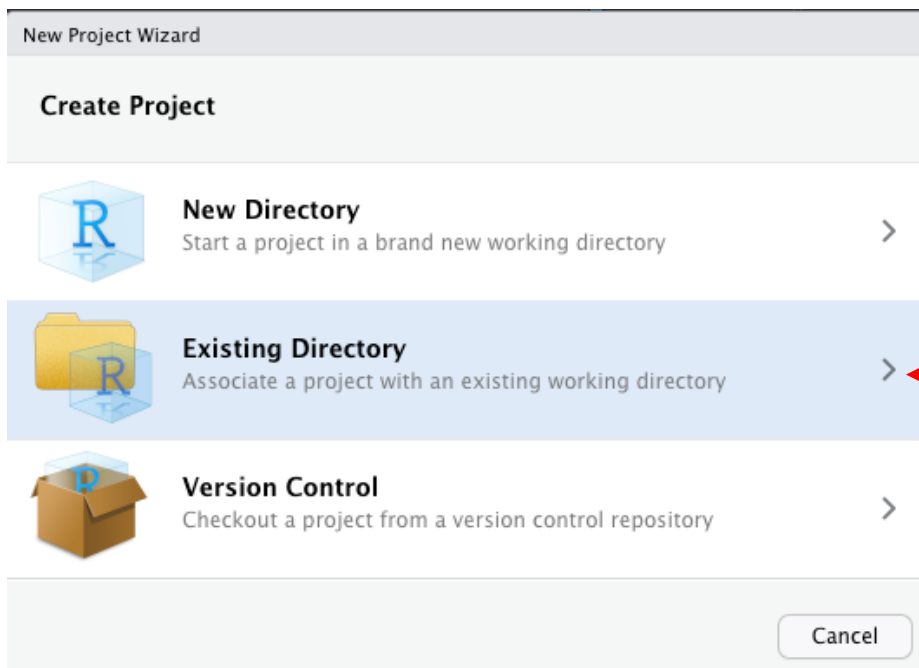 New Project Wizard
Create Project
New Directory
Start a project in a brand new working directory
Existing Directory
Associate a project with an existing working directory
Version Control
Checkout a project from a version control repository
Cancel